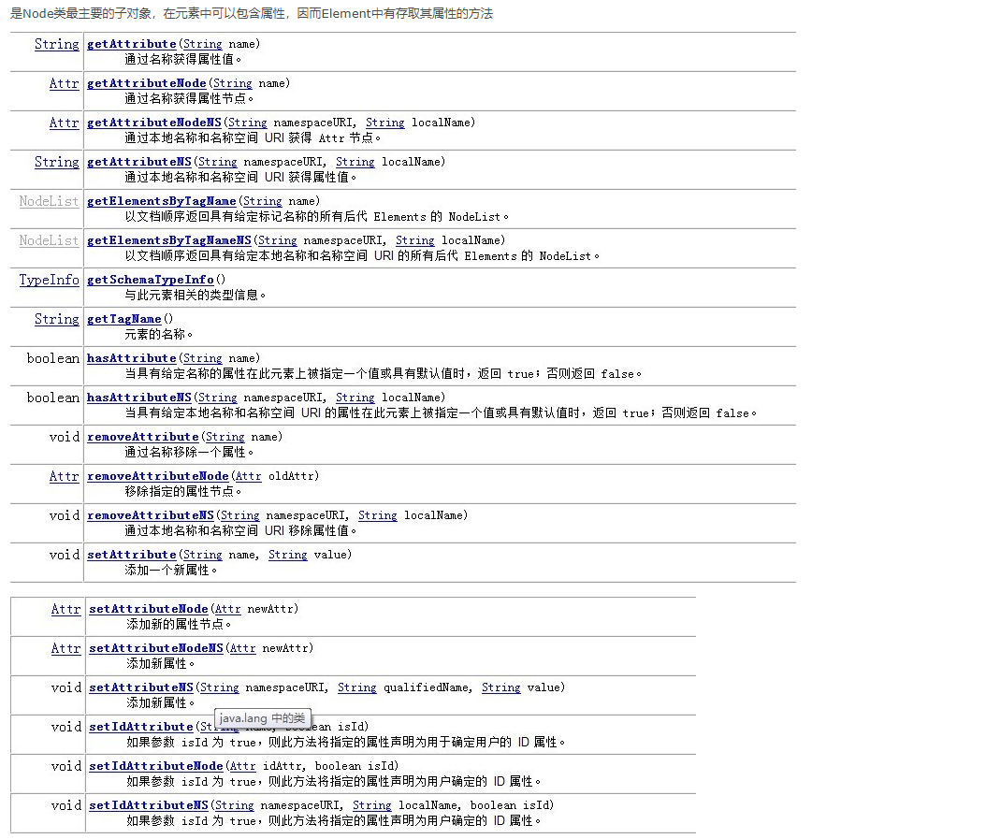 是Node类最主要的子对象，在元素中可以包含属性，因而Element中有存取其属性的方法
String getAttribute(String name)
通过名称获得属性值。
Attr getAttributeNode(String name)
通过名称获得属性节点。
Attr getAttributeNodeNS(String namespaceURI, String localName)
通过本地名称和名称空间 URI 获得 Attr 节点。
String getAttributeNS(String namespaceURI, String localName)
通过本地名称和名称空间 URI 获得属性值。
NodeList getElementsByTagName(String name)
以文档顺序返回具有给定标记名称的所有后代 Elements 的 NodeList。
NodeList getElementsByTagNameNS(String namespaceURI, String localName)
以文档顺序返回具有给定本地名称和名称空间 URI 的所有后代 Elements 的 NodeList。
TypeInfo getSchemaTypeInfo()
与此元素相关的类型信息。
String getTagName()
元素的名称。
boolean hasAttribute(String name)
当具有给定名称的属性在此元素上被指定一个值或具有默认值时，返回 true；否则返回 false。
boolean hasAttributeNS(String namespaceURI, String localName)
当具有给定本地名称和名称空间 URI 的属性在此元素上被指定一个值或具有默认值时，返回 true；否则返回 false。
void removeAttribute(String name)
通过名称移除一个属性。
Attr removeAttributeNode(Attr oldAttr)
移除指定的属性节点。
void removeAttributeNS(String namespaceURI, String localName)
通过本地名称和名称空间 URI 移除属性值。
void setAttribute(String name, String value)
添加一个新属性。
Attr setAttributeNode(Attr newAttr)
添加新的属性节点。
Attr setAttributeNodeNS(Attr newAttr)
添加新属性。
void setAttributeNS(String namespaceURI, String qualifiedName, String value)
添加新属性。
java.lang 中的类
void setIdAttribute(String name, boolean isId)
如果参数 isId 为 true，则此方法将指定的属性声明为用于确定用户的 ID 属性。
void setIdAttributeNode(Attr idAttr, boolean isId)
如果参数 isId 为 true，则此方法将指定的属性声明为用户确定的 ID 属性。
void setIdAttributeNS(String namespaceURI, String localName, boolean isId)
如果参数 isId 为 true，则此方法将指定的属性声明为用户确定的 ID 属性。